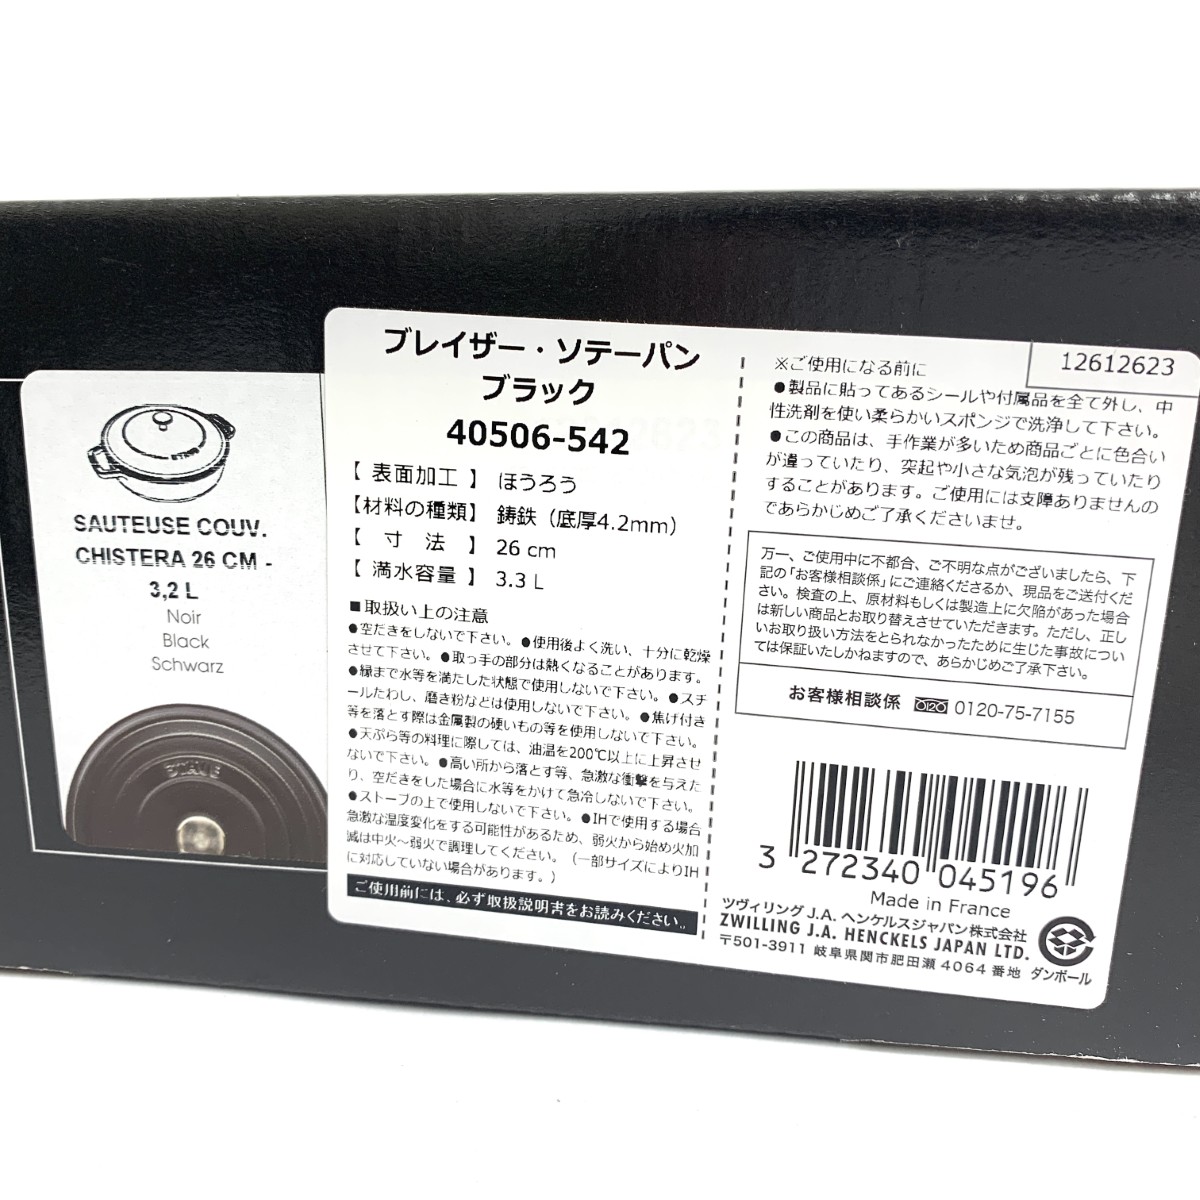 STAUB
SAUTEUSE COUV.
CHISTERA 26 CM -
3,2 L
Noir
Black
Schwarz
STAUB
ブレイザー・ソテーパン
ブラック
40506-542
【 表面加工 】 ほうろう
【材料の種類】 鋳鉄（底厚4.2mm）
【 寸 法 】 26 cm
【 満水容量 】 3.3 L
■取扱い上の注意
●空だきをしないで下さい。●使用後よく洗い、十分に乾燥
させて下さい。●取っ手の部分は熱くなることがあります。
●縁まで水等を満たした状態で使用しないで下さい。●スチ
ールたわし、磨き粉などは使用しないで下さい。●焦げ付き
等を落とす際は金属製の硬いもの等を使用しないで下さい。
●天ぷら等の料理に際しては、油温を200℃以上に上昇させ
ないで下さい。●高い所から落とす等、急激な衝撃を与えた
り、空だきをした場合に水等をかけて急冷しないで下さい。
●ストーブの上で使用しないで下さい。●IHで使用する場合
急激な温度変化をする可能性があるため、弱火から始め火加
減は中火～弱火で調理してください。（一部サイズによりIH
に対応していない場合があります。）
ご使用前には、必ず取扱説明書をお読みください。
12612623
※ご使用になる前に
●製品に貼ってあるシールや付属品を全て外し、中
性洗剤を使い柔らかいスポンジで洗浄して下さい。
●この商品は、手作業が多いため商品ごとに色合い
が違っていたり、突起や小さな気泡が残っていたり
することがあります。ご使用には支障ありませんの
であらかじめご了承くださいませ。
万一、ご使用中に不都合、ご不明な点がございましたら、下
記の「お客様相談係」にご連絡くださるか、現品をご送付くだ
さい。検査の上、原材料もしくは製造上に欠陥があった場合
は新しい商品とお取り替えさせていただきます。ただし、正し
いお取り扱い方法をとられなかったために生じた事故につい
ては保証いたしかねますので、あらかじめご了承下さい。
お客様相談係 0120-75-7155
3 272340 045196
Made in France
ツヴィリング J.A. ヘンケルスジャパン株式会社
ZWILLING J.A. HENCKELS JAPAN LTD.
〒501-3911 岐阜県関市肥田瀬 4064 番地
ダンボール